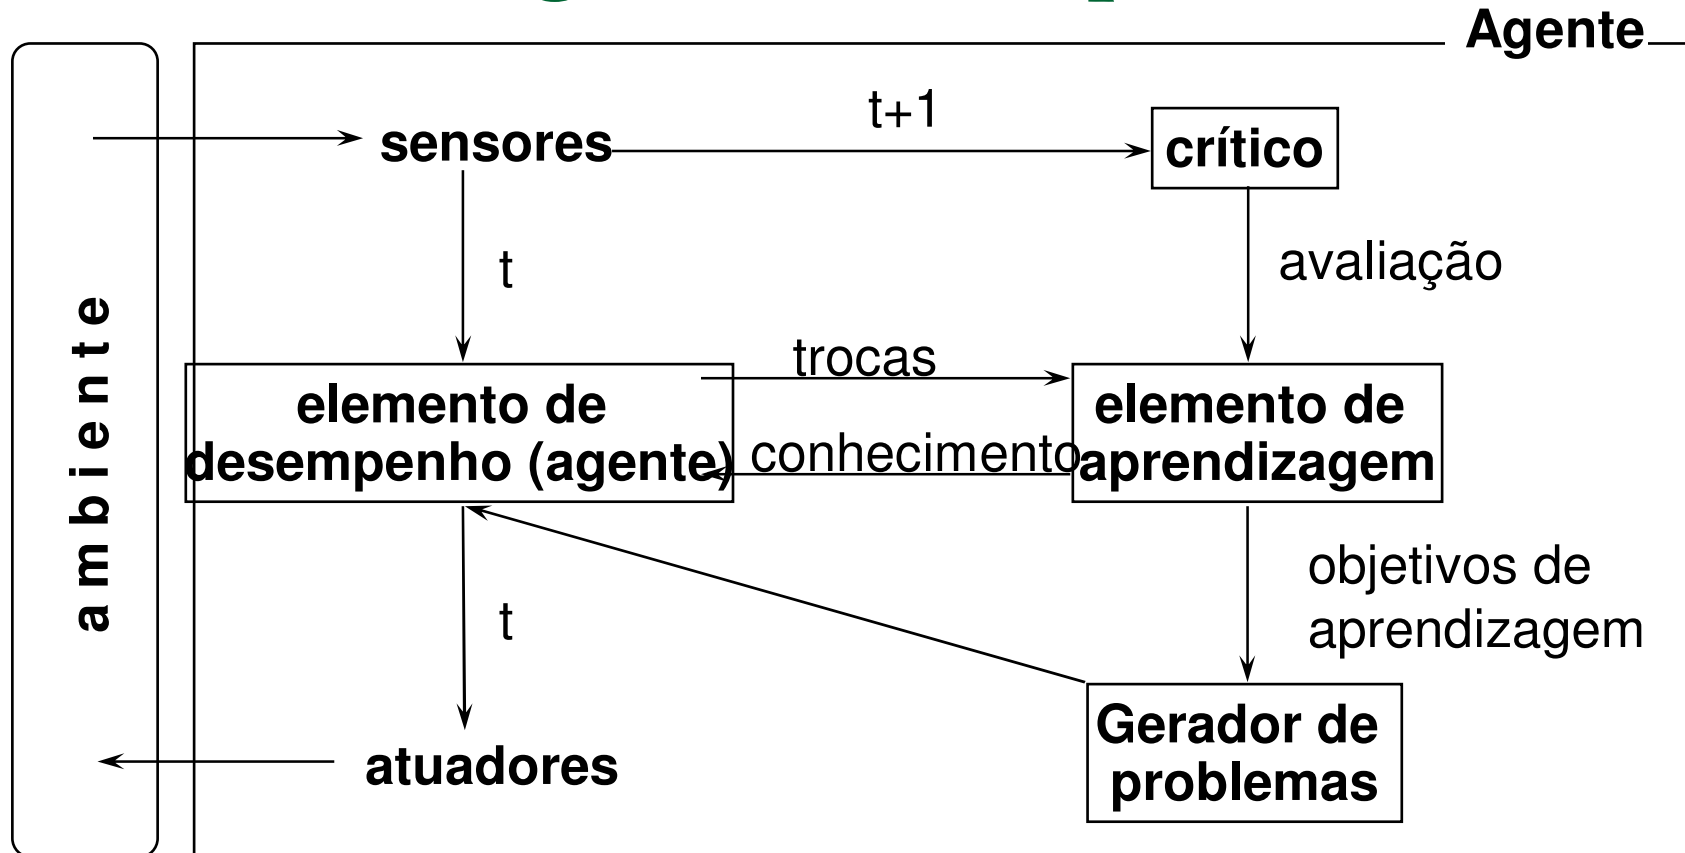 Agente
t+1
sensores
crítico
t
avaliação
ambiente
trocas
elemento de
desempenho (agente)
conhecimento
elemento de
aprendizagem
objetivos de
aprendizagem
t
Gerador de
problemas
atuadores